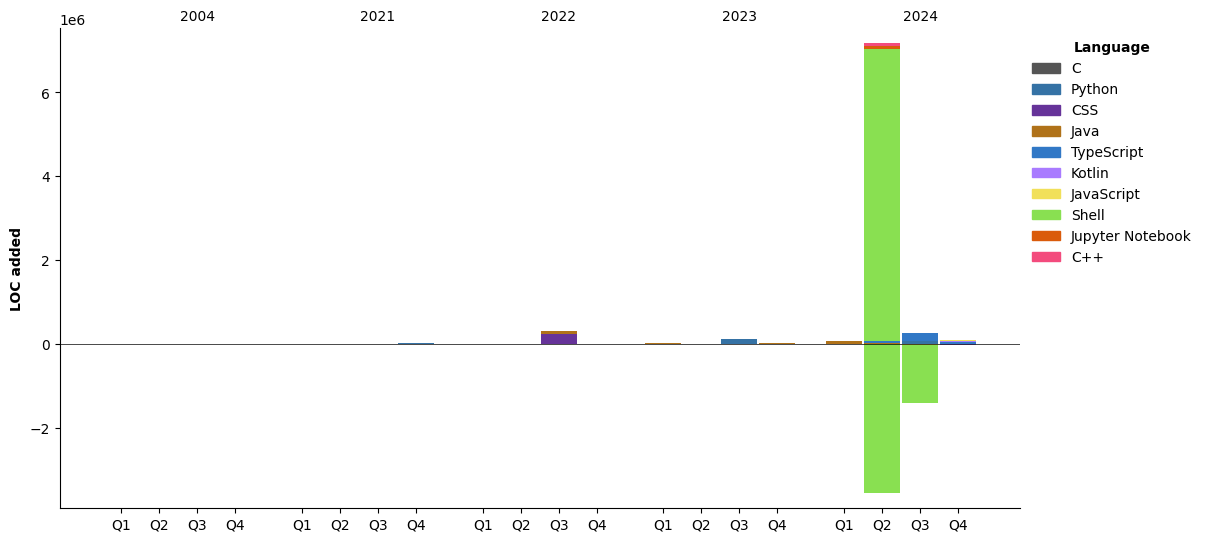 2004 2021 2022 2023 2024
1e6
LOC added
6
4
2
0
−2
Q1 Q2 Q3 Q4 Q1 Q2 Q3 Q4 Q1 Q2 Q3 Q4 Q1 Q2 Q3 Q4 Q1 Q2 Q3 Q4
Language
C
Python
CSS
Java
TypeScript
Kotlin
JavaScript
Shell
Jupyter Notebook
C++